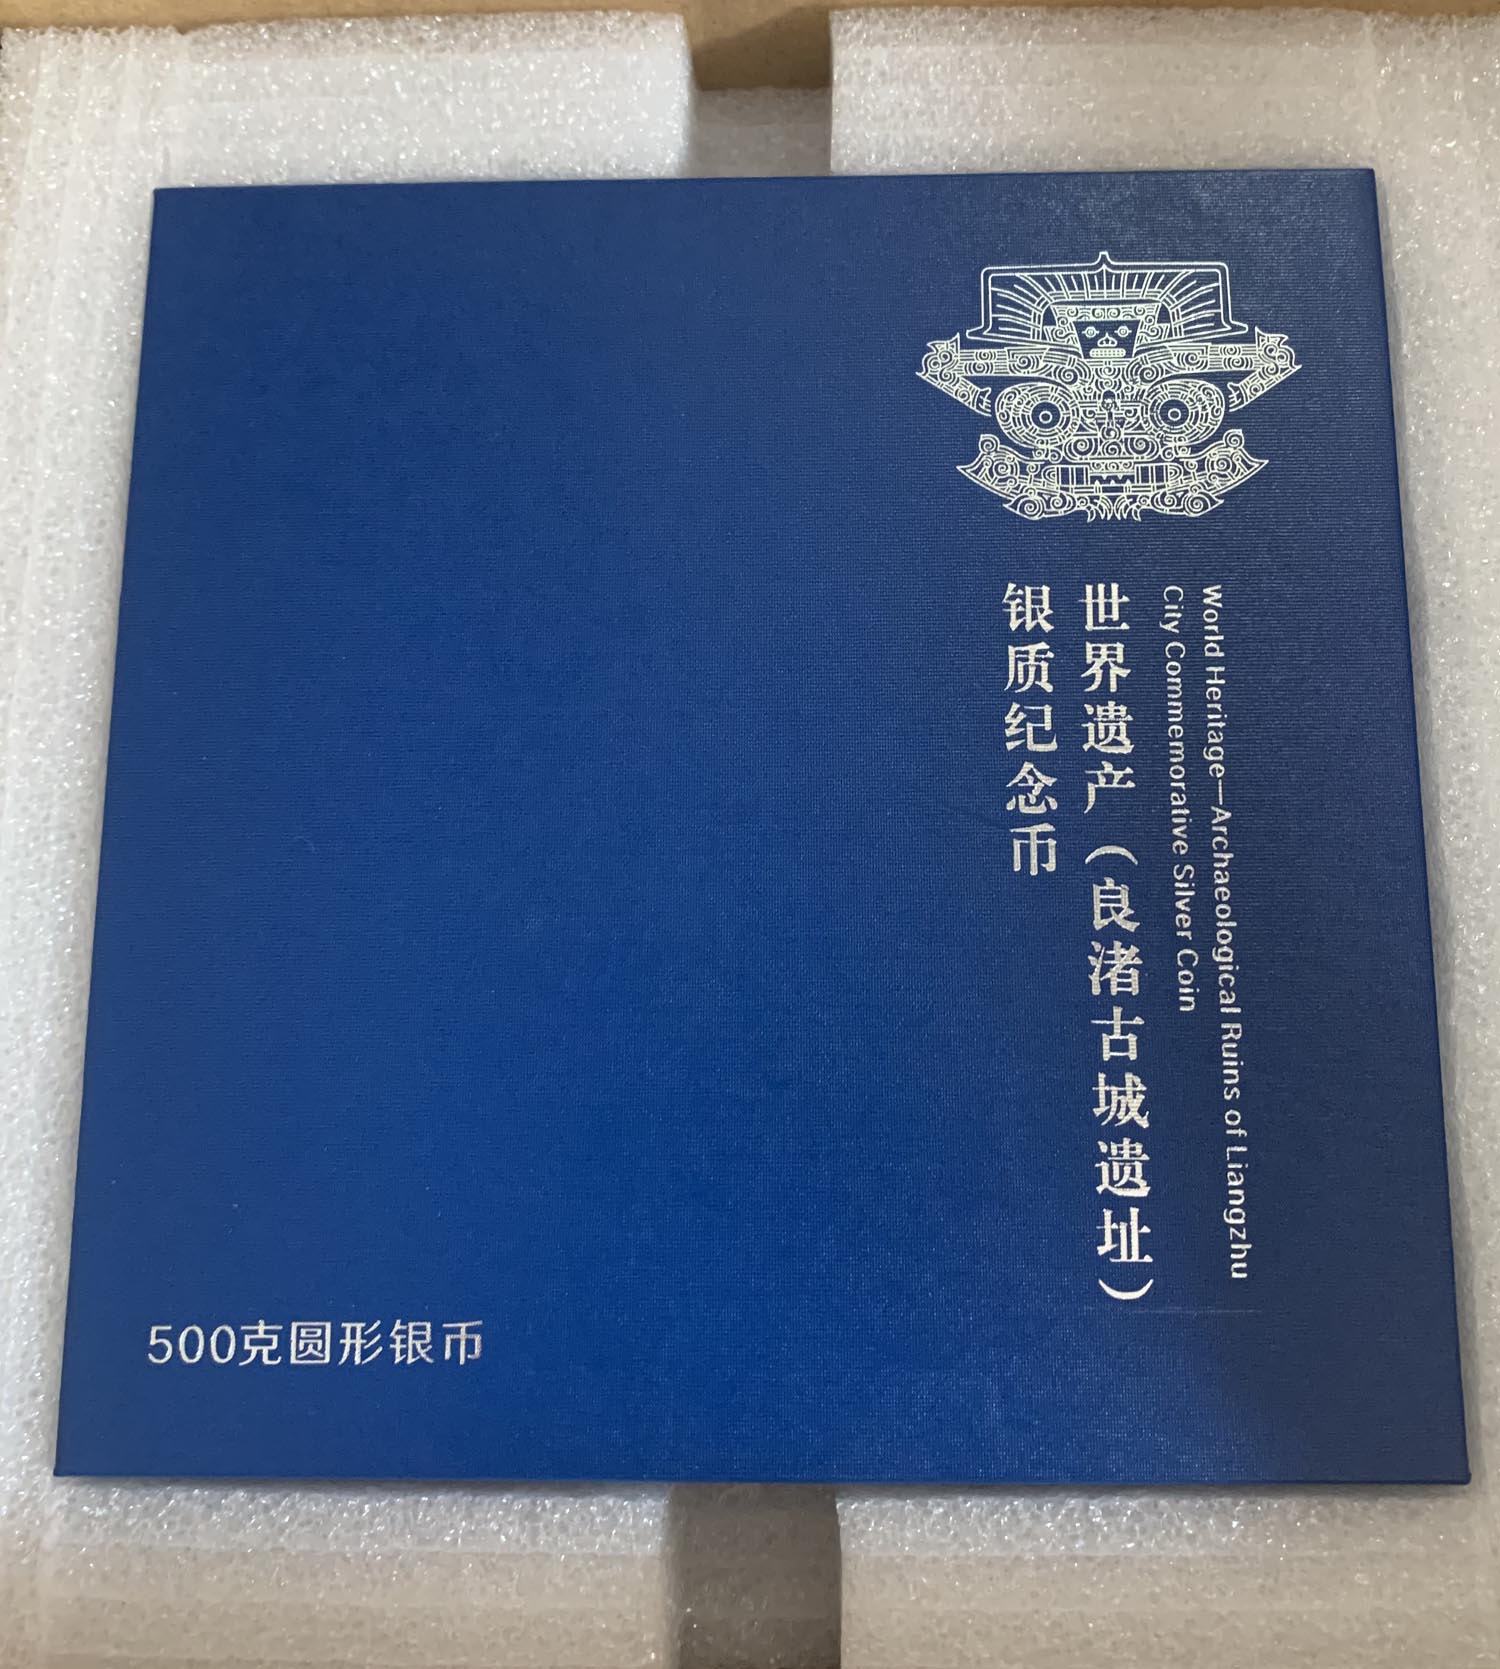 World Heritage—Archaeological Ruins of Liangzhu
City Commemorative Silver Coin
世界遗产（良渚古城遗址）
银质纪念币
500克圆形银币